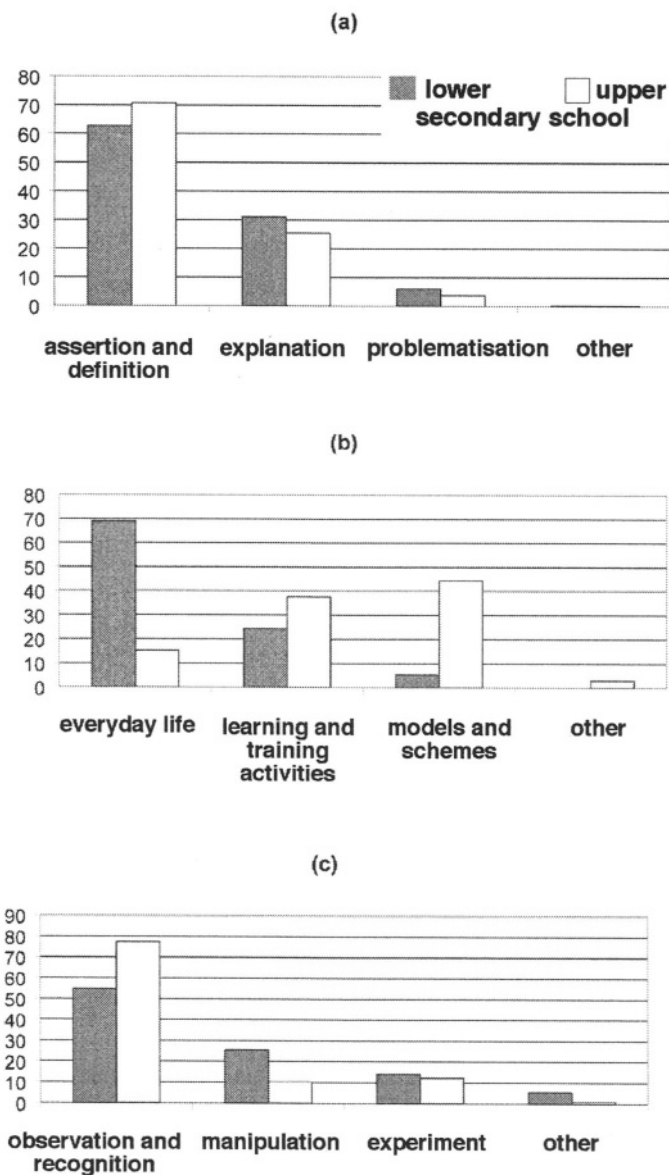 (a)
80
70
60
50
40
30
20
10
0
lower upper
secondary school
assertion and definition
explanation
problematisation
other
(b)
80
70
60
50
40
30
20
10
0
everyday life
learning and training activities
models and schemes
other
(c)
90
80
70
60
50
40
30
20
10
0
observation and recognition
manipulation
experiment
other